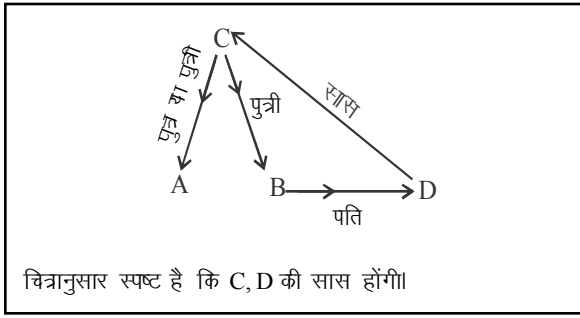 C
पुत्र या पुत्री
पुत्री
सास
A
B
D
पति
चित्रानुसार स्पष्ट है कि C, D की सास होंगी।